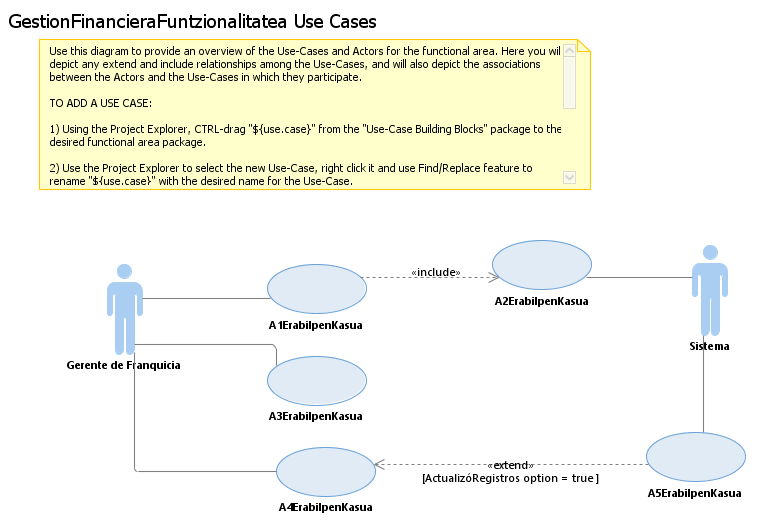 GestionFinancieraFuntzionalitatea Use Cases
Use this diagram to provide an overview of the Use-Cases and Actors for the functional area. Here you will
depict any extend and include relationships among the Use-Cases, and will also depict the associations
between the Actors and the Use-Cases in which they participate.
TO ADD A USE CASE:
1) Using the Project Explorer, CTRL-drag "${use.case}" from the "Use-Case Building Blocks" package to the
desired functional area package.
2) Use the Project Explorer to select the new Use-Case, right click it and use Find/Replace feature to
rename "${use.case}" with the desired name for the Use-Case.
«include»
A2ErabilpenKasua
A1ErabilpenKasua
Sistema
Gerente de Franquicia
A3ErabilpenKasua
«extend»
[ActualizóRegistros option = true ]
A5ErabilpenKasua
A4ErabilpenKasua